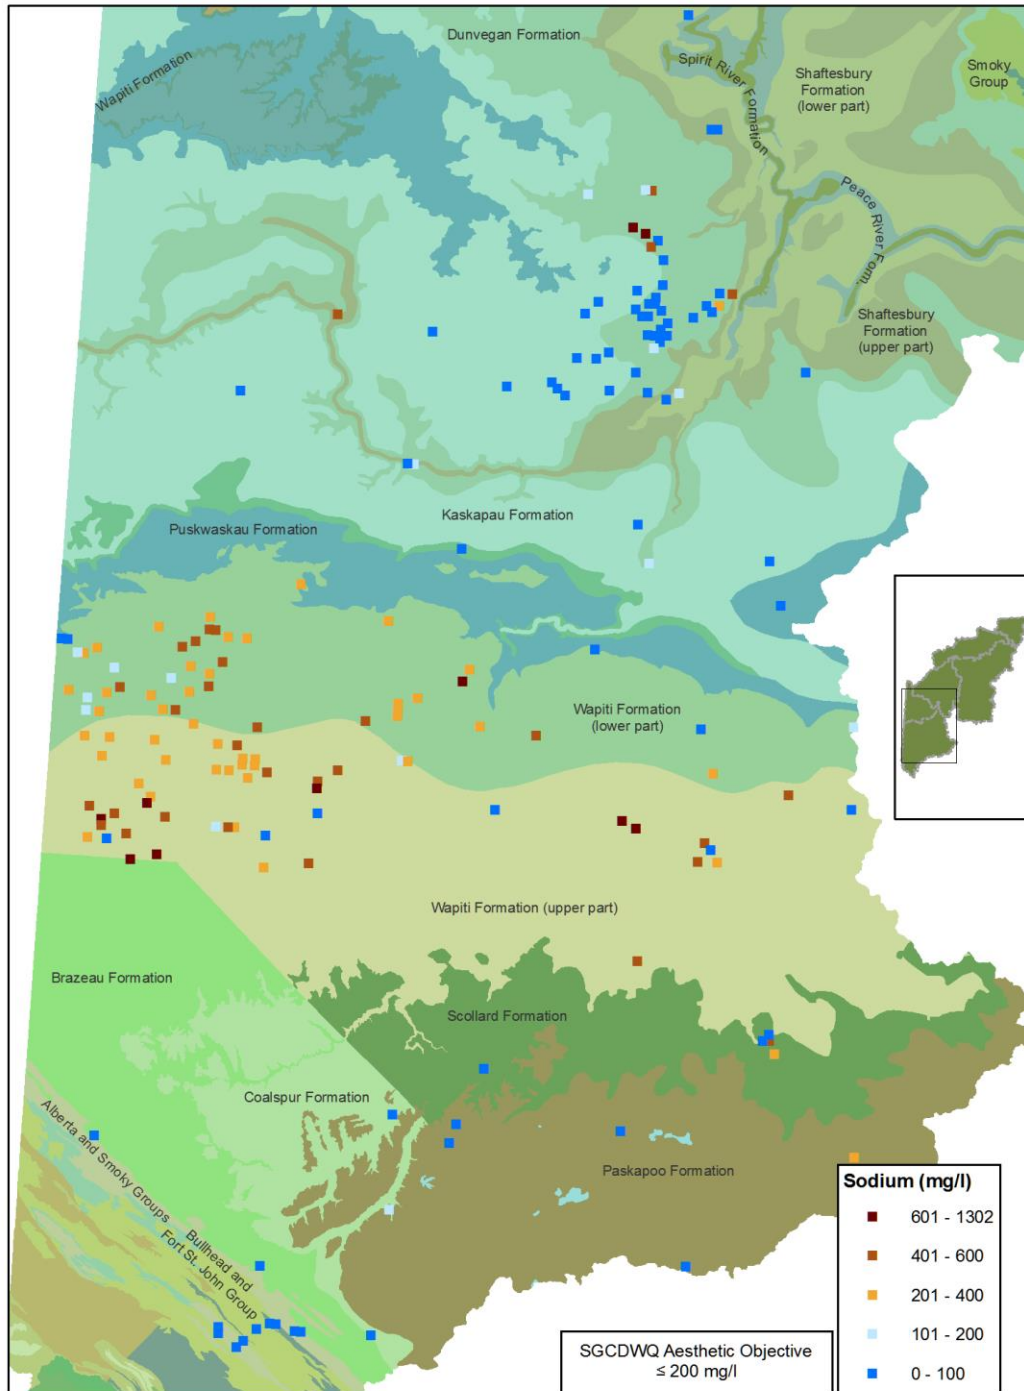 Dunvegan Formation
Wapiti Formation
Spirit River Formation
Shaftesbury
Formation
(lower part)
Smoky
Group
Peace River Form.
Shaftesbury
Formation
(upper part)
Kaskapau Formation
Puskwaskau Formation
Wapiti Formation
(lower part)
Wapiti Formation (upper part)
Brazeau Formation
Scollard Formation
Coalspur Formation
Alberta and Smoky Groups
Bullhead and
Fort St. John Group
Paskapoo Formation
Sodium (mg/l)
601 - 1302
401 - 600
201 - 400
101 - 200
0 - 100
SGCDWQ Aesthetic Objective
≤ 200 mg/l